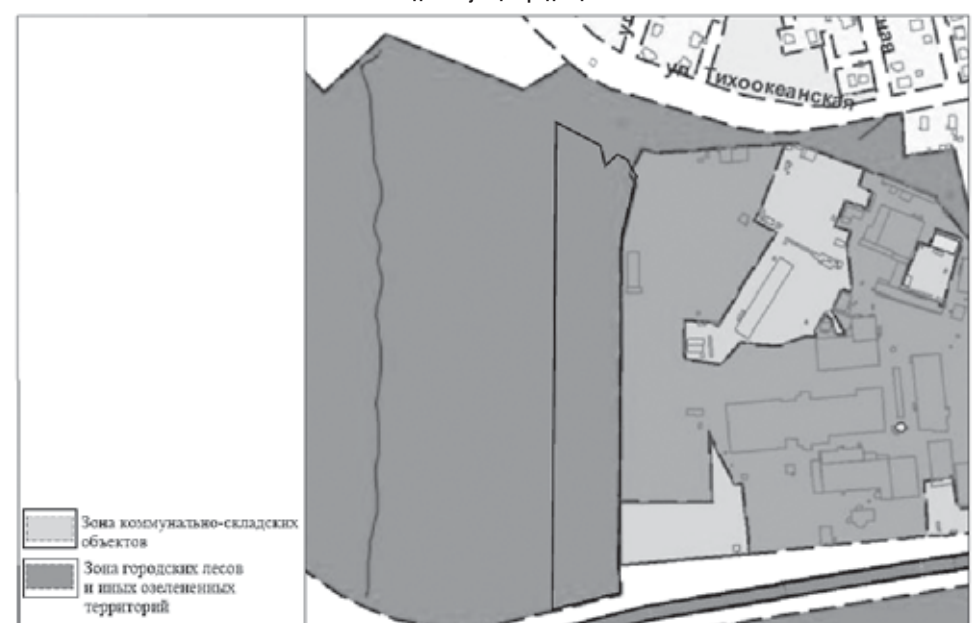 ул. Тихоокеанская
Зона коммунально-складских
объектов
Зона городских лесов
и иных озелененных
территорий